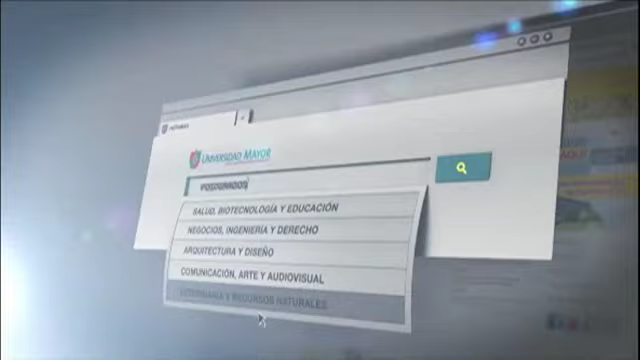 UNIVERSIDAD MAYOR
POSTGRADOS
SALUD, BIOTECNOLOGÍA Y EDUCACIÓN
NEGOCIOS, INGENIERÍA Y DERECHO
ARQUITECTURA Y DISEÑO
COMUNICACIÓN, ARTE Y AUDIOVISUAL
VETERINARIA Y RECURSOS NATURALES